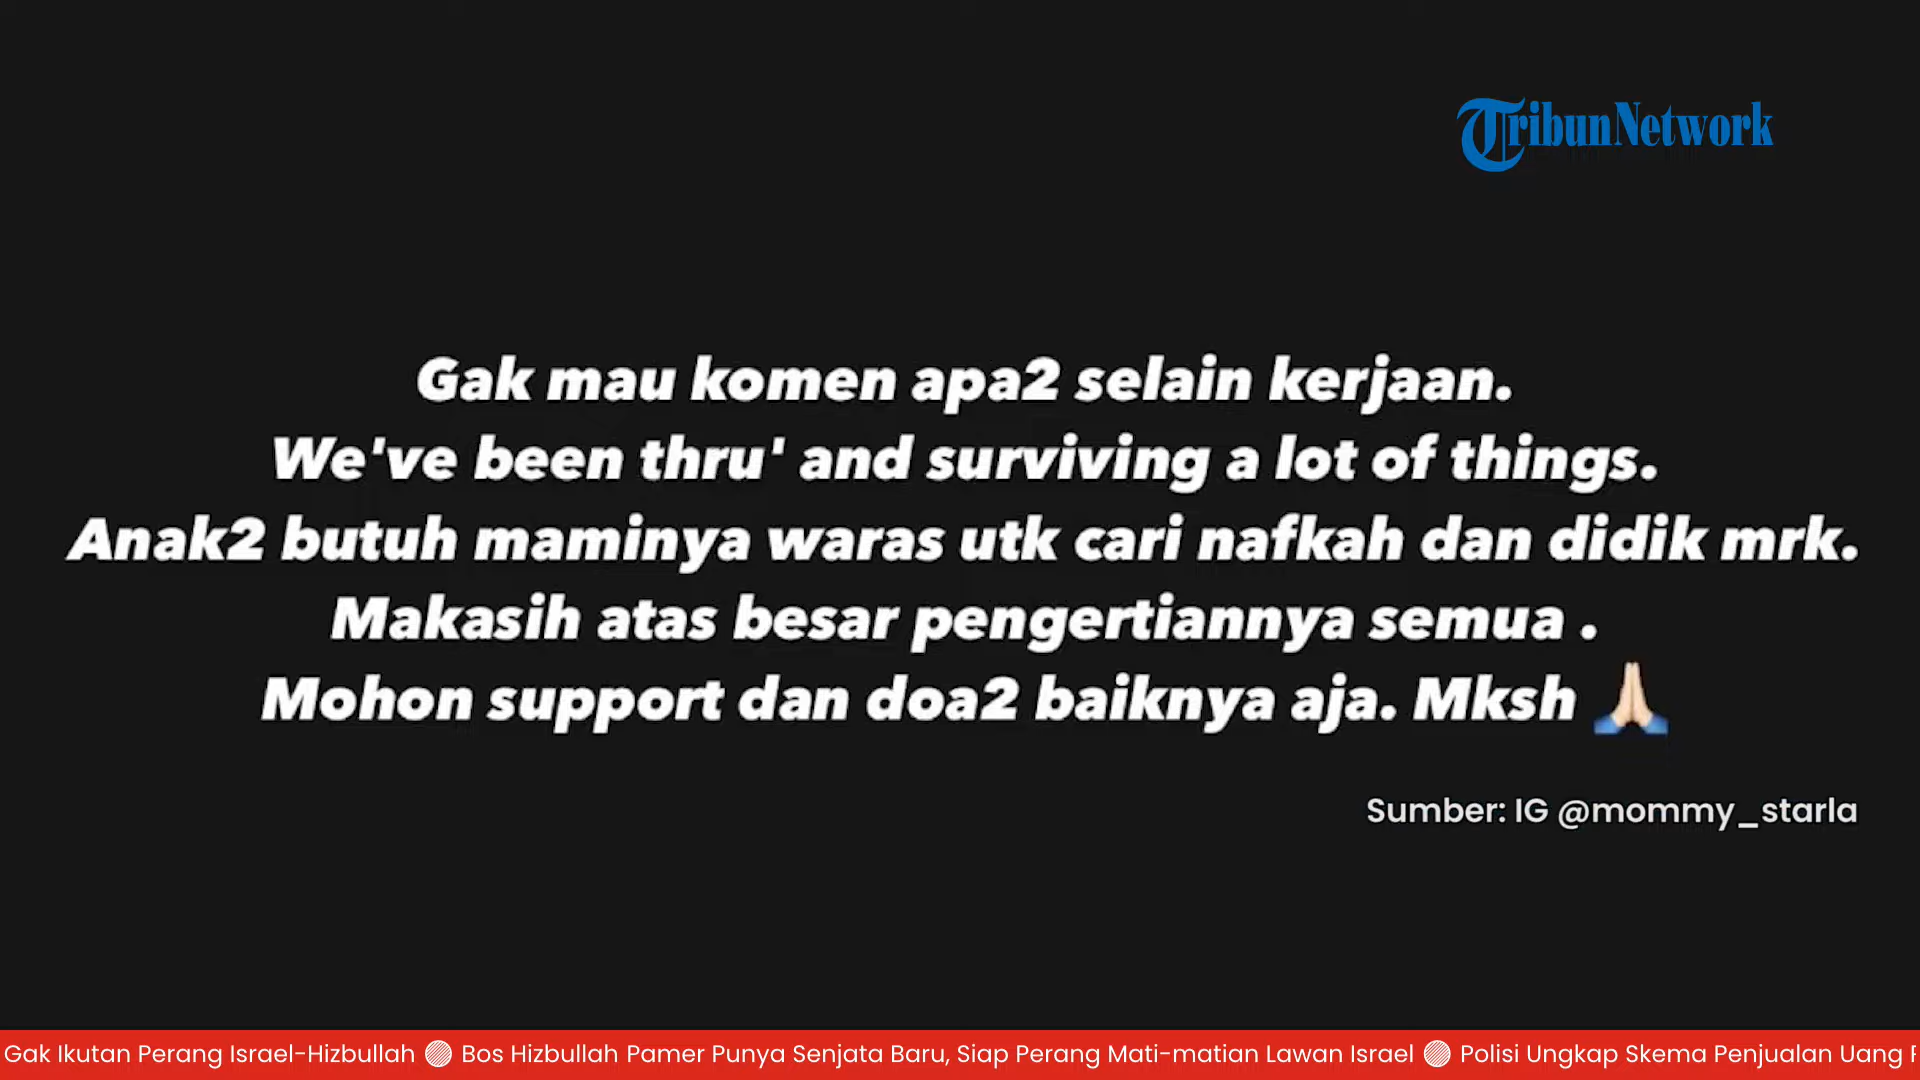 TribunNetwork
Gak mau komen apa2 selain kerjaan.
We've been thru' and surviving a lot of things.
Anak2 butuh maminya waras utk cari nafkah dan didik mrk.
Makasih atas besar pengertiannya semua .
Mohon support dan doa2 baiknya aja. Mksh 🙏🏻
Sumber: IG @mommy_starla
Gak Ikutan Perang Israel-Hizbullah Bos Hizbullah Pamer Punya Senjata Baru, Siap Perang Mati-matian Lawan Israel Polisi Ungkap Skema Penjualan Uang